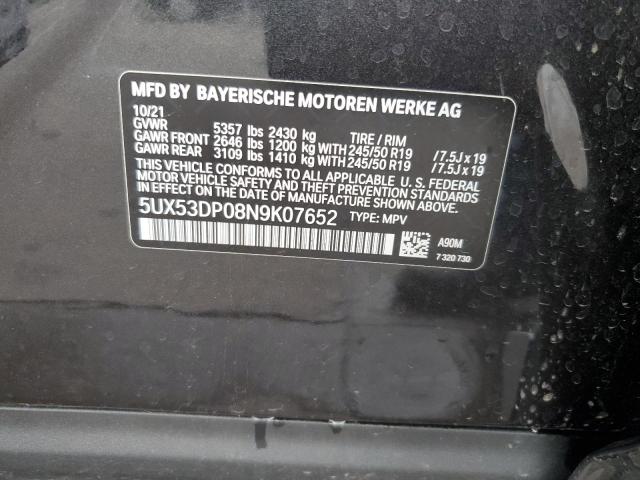 MFD BY BAYERISCHE MOTOREN WERKE AG
10/21
GVWR 5357 lbs 2430 kg TIRE / RIM
GAWR FRONT 2646 lbs 1200 kg WITH 245/50 R19 /7.5J x 19
GAWR REAR 3109 lbs 1410 kg WITH 245/50 R19 /7.5J x 19
THIS VEHICLE CONFORMS TO ALL APPLICABLE U. S. FEDERAL
MOTOR VEHICLE SAFETY, BUMPER, AND THEFT PREVENTION
STANDARDS IN EFFECT ON THE
DATE OF MANUFACTURE SHOWN ABOVE.
5UX53DP08N9K07652 TYPE: MPV
A90M
7 320 730